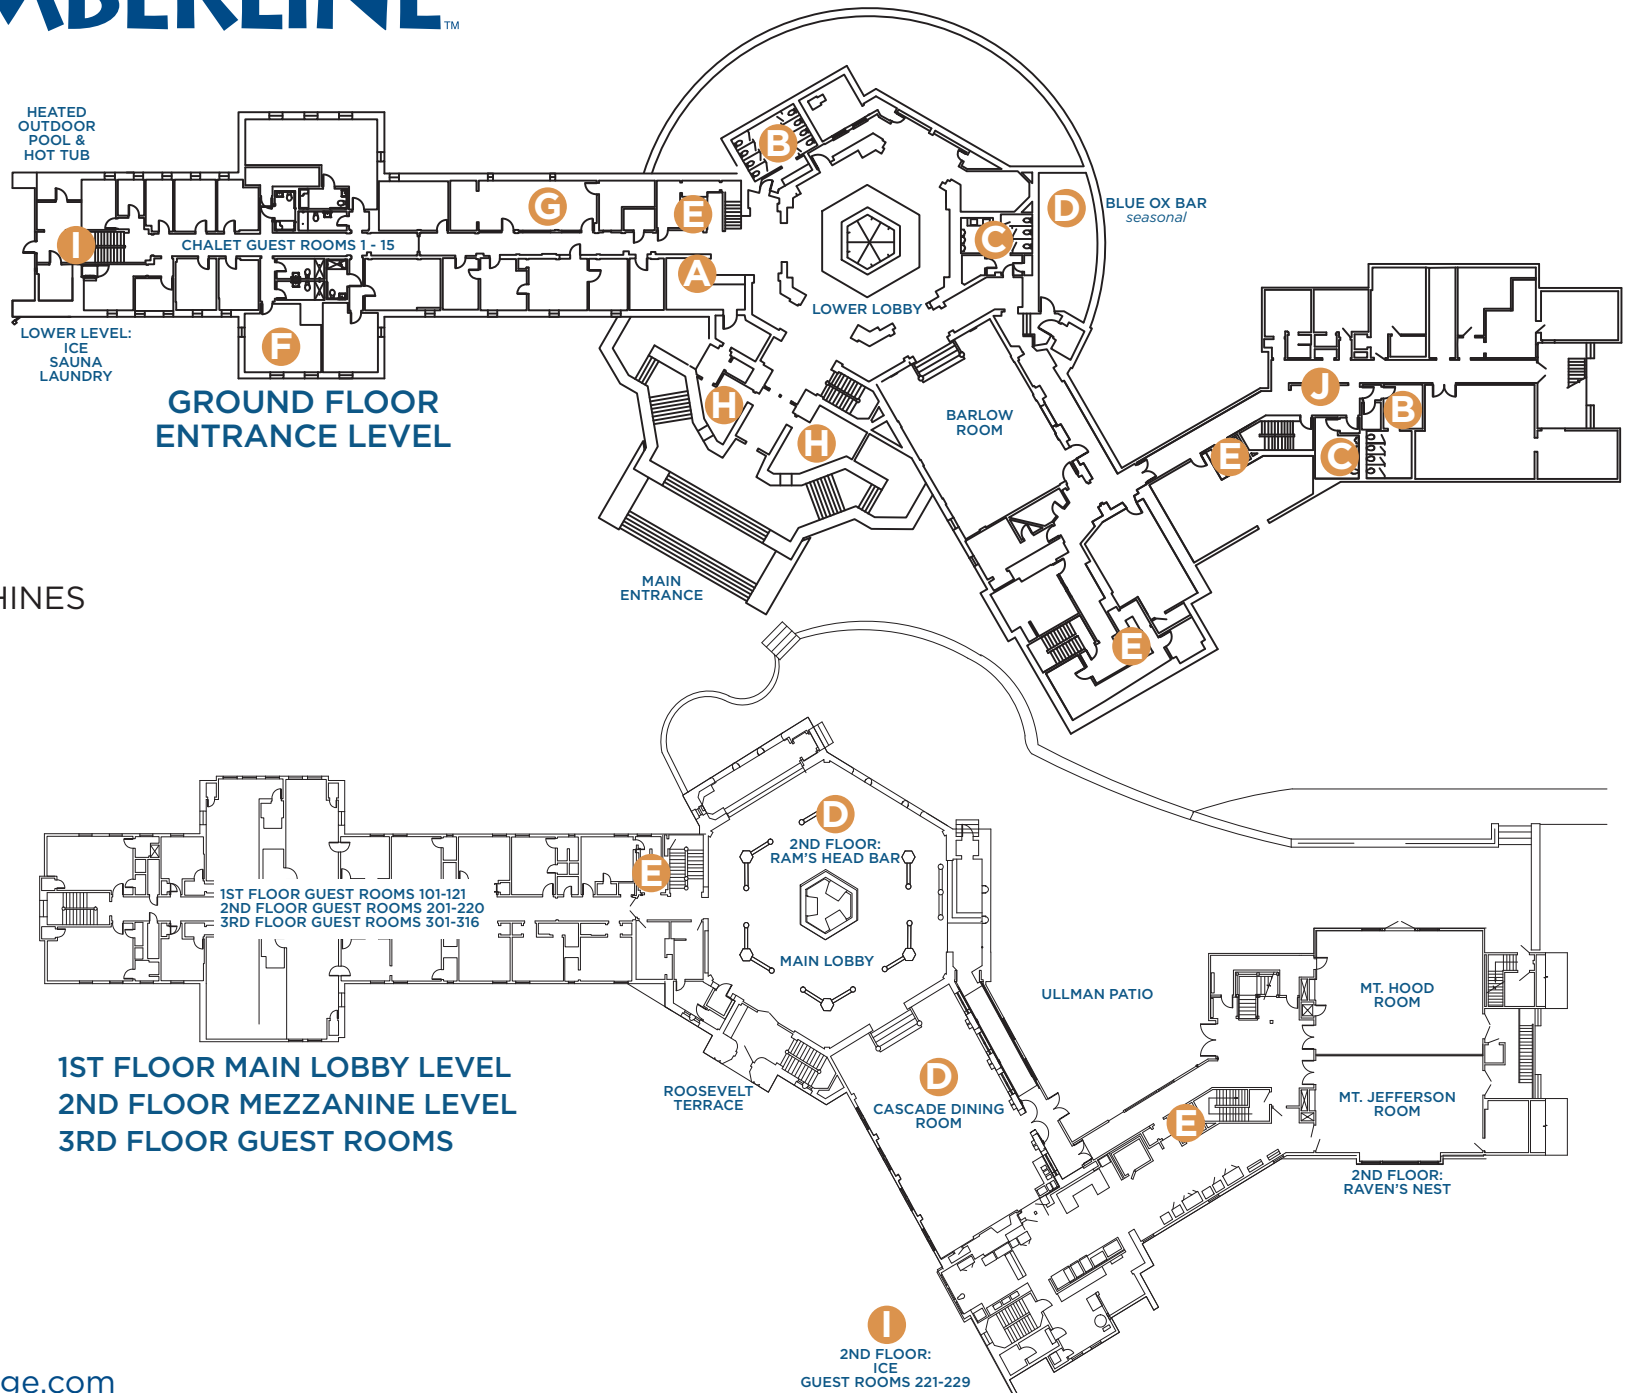 MBERLINE™
HEATED
OUTDOOR
POOL &
HOT TUB
B
G
E
D
BLUE OX BAR
seasonal
I
CHALET GUEST ROOMS 1 - 15
C
A
LOWER LOBBY
LOWER LEVEL:
ICE
SAUNA
LAUNDRY
F
GROUND FLOOR
ENTRANCE LEVEL
H
H
BARLOW
ROOM
J
B
E
C
MAIN
ENTRANCE
HINES
E
D
2ND FLOOR:
RAM'S HEAD BAR
E
1ST FLOOR GUEST ROOMS 101-121
2ND FLOOR GUEST ROOMS 201-220
3RD FLOOR GUEST ROOMS 301-316
MAIN LOBBY
ULLMAN PATIO
MT. HOOD
ROOM
1ST FLOOR MAIN LOBBY LEVEL
2ND FLOOR MEZZANINE LEVEL
3RD FLOOR GUEST ROOMS
ROOSEVELT
TERRACE
D
CASCADE DINING
ROOM
MT. JEFFERSON
ROOM
E
2ND FLOOR:
RAVEN'S NEST
I
2ND FLOOR:
ICE
GUEST ROOMS 221-229
ge.com